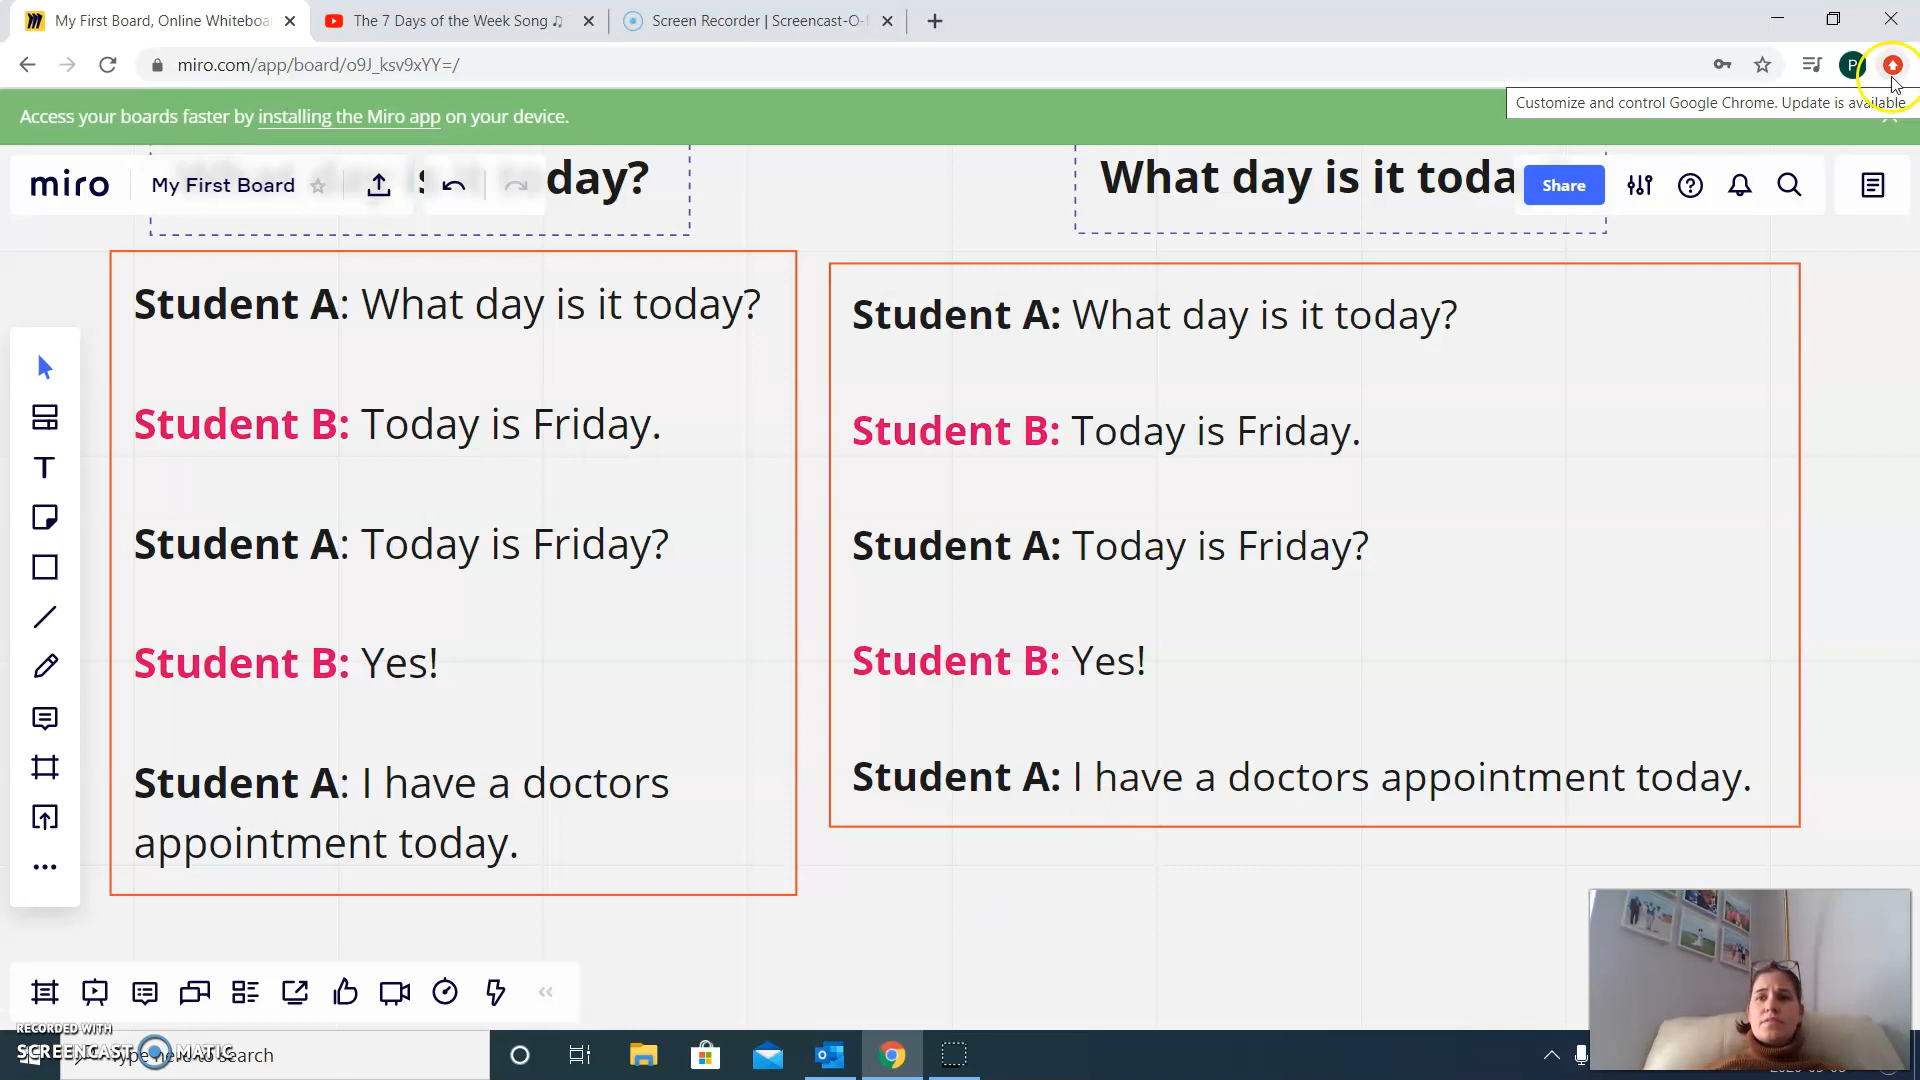 My First Board, Online Whiteboa
The 7 Days of the Week Song ♫
Screen Recorder | Screencast-O-
miro.com/app/board/o9J_ksv9xYY=/
P
Customize and control Google Chrome. Update is available
Access your boards faster by installing the Miro app on your device.
miro
My First Board
day?
What day is it toda
Share
Student A: What day is it today?
Student B: Today is Friday.
Student A: Today is Friday?
Student B: Yes!
Student A: I have a doctors
appointment today.
Student A: What day is it today?
Student B: Today is Friday.
Student A: Today is Friday?
Student B: Yes!
Student A: I have a doctors appointment today.
RECORDED WITH
SCREENCAST MATIC
Type here to search